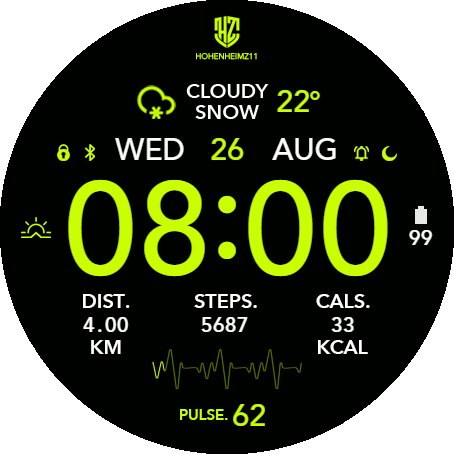 HZ
HOHENHEIMZ11
CLOUDY
SNOW
22°
WED 26 AUG
08:00
99
DIST. STEPS. CALS.
4.00 5687 33
KM KCAL
PULSE. 62